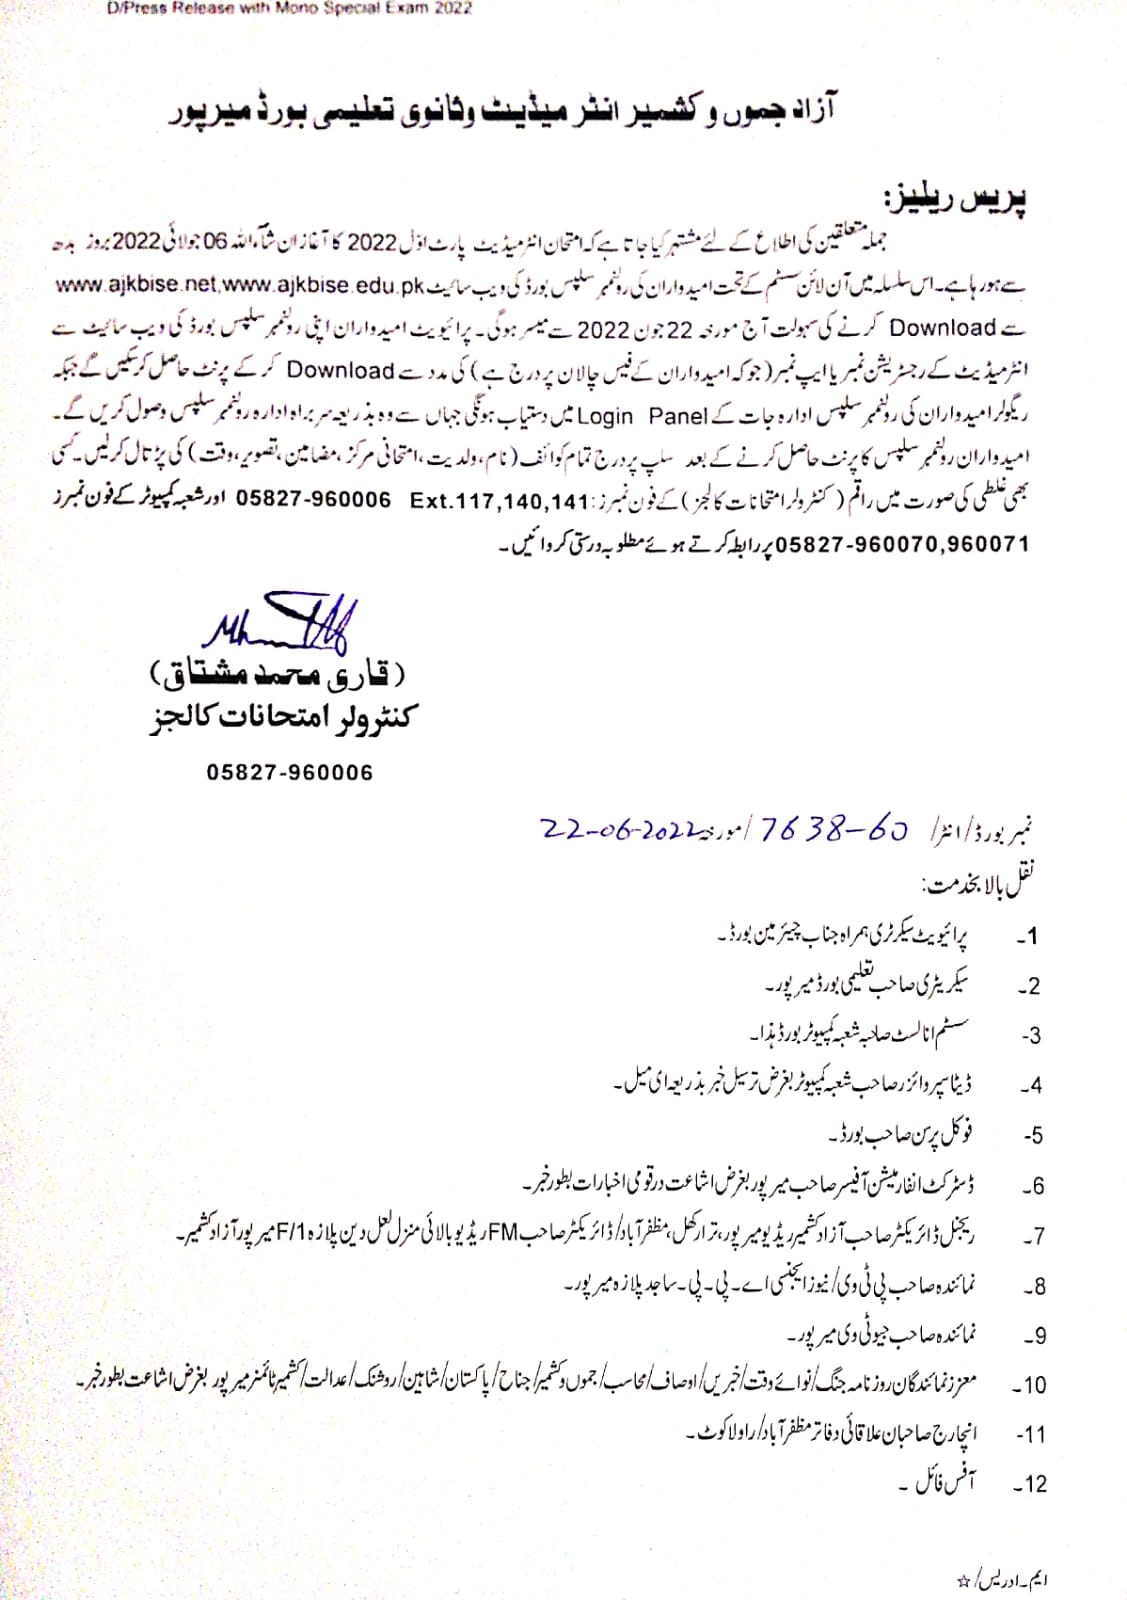 D/Press Release with Mono Special Exam 2022
آزاد جموں و کشمیر انٹرمیڈیٹ و ثانوی تعلیمی بورڈ میرپور
پریس ریلیز:
جملہ متعلقین کی اطلاع کے لئے مشتہر کیا جاتا ہے کہ امتحان انٹرمیڈیٹ پارٹ اوّل 2022 کا آغاز ان شآءاللہ 06 جولائی 2022 بروز بدھ
سے ہو رہا ہے۔ اس سلسلہ میں آن لائن سسٹم کے تحت امیدواران کی رولنمبر سلپس بورڈ کی ویب سائیٹ www.ajkbise.net,www.ajkbise.edu.pk
سے Download کرنے کی سہولت آج مورخہ 22 جون 2022 سے میسر ہوگی۔ پرائیویٹ امیدواران اپنی رولنمبر سلپس بورڈ کی ویب سائیٹ سے
انٹرمیڈیٹ کے رجسٹریشن نمبر یا ایپ نمبر (جو کہ امیدواران کے فیس چالان پر درج ہے) کی مدد سے Download کر کے پرنٹ حاصل کر سکیں گے جبکہ
ریگولر امیدواران کی رولنمبر سلپس ادارہ جات کے Login Panel میں دستیاب ہونگی جہاں سے وہ بذریعہ سربراہ ادارہ رولنمبر سلپس وصول کریں گے۔
امیدواران رولنمبر سلپس کا پرنٹ حاصل کرنے کے بعد سلپ پر درج تمام کوائف (نام، ولدیت، امتحانی مرکز، مضامین، تصویر، وقت) کی پڑتال کر لیں۔ کسی
بھی غلطی کی صورت میں راقم (کنٹرولر امتحانات کالجز) کے فون نمبرز: 05827-960006 Ext.117,140,141 اور شعبہ کمپیوٹر کے فون نمبرز
05827-960070,960071 پر رابطہ کرتے ہوئے مطلوبہ درستی کروائیں۔
(قاری محمد مشتاق)
کنٹرولر امتحانات کالجز
05827-960006
نمبر بورڈ/انٹر/ 7638-60 /مورخہ 22-06-2022
نقل بالا بخدمت:
1۔ پرائیویٹ سیکرٹری ہمراہ جناب چیئرمین بورڈ۔
2۔ سیکریٹری صاحب تعلیمی بورڈ میرپور۔
3- سسٹم انالسٹ صاحبہ شعبہ کمپیوٹر بورڈ ہذا۔
4۔ ڈیٹا سپروائزر صاحب شعبہ کمپیوٹر بغرض ترسیل خبر بذریعہ ای میل۔
5- فوکل پرسن صاحب بورڈ۔
6۔ ڈسٹرکٹ انفارمیشن آفیسر صاحب میرپور بغرض اشاعت در قومی اخبارات بطور خبر۔
7۔ ریجنل ڈائریکٹر صاحب آزاد کشمیر ریڈیو میرپور، تراڑکھل، مظفرآباد/ڈائریکٹر صاحب FM ریڈیو بالائی منزل لعل دین پلازہ F/1 میرپور آزاد کشمیر۔
8۔ نمائندہ صاحب پی ٹی وی/نیوز ایجنسی اے۔پی۔پی۔ساجد پلازہ میرپور۔
9۔ نمائندہ صاحب جیو ٹی وی میرپور۔
10۔ معزز نمائندگان روزنامہ جنگ/نوائے وقت/خبریں/اوصاف/محاسب/جموں و کشمیر/جناح/پاکستان/شاہین/روشنک/عدالت/کشمیر ٹائمنر میرپور بغرض اشاعت بطور خبر۔
11- انچارج صاحبان علاقائی دفاتر مظفرآباد/راولاکوٹ۔
12۔ آفس فائل۔
ایم۔ادریس/☆